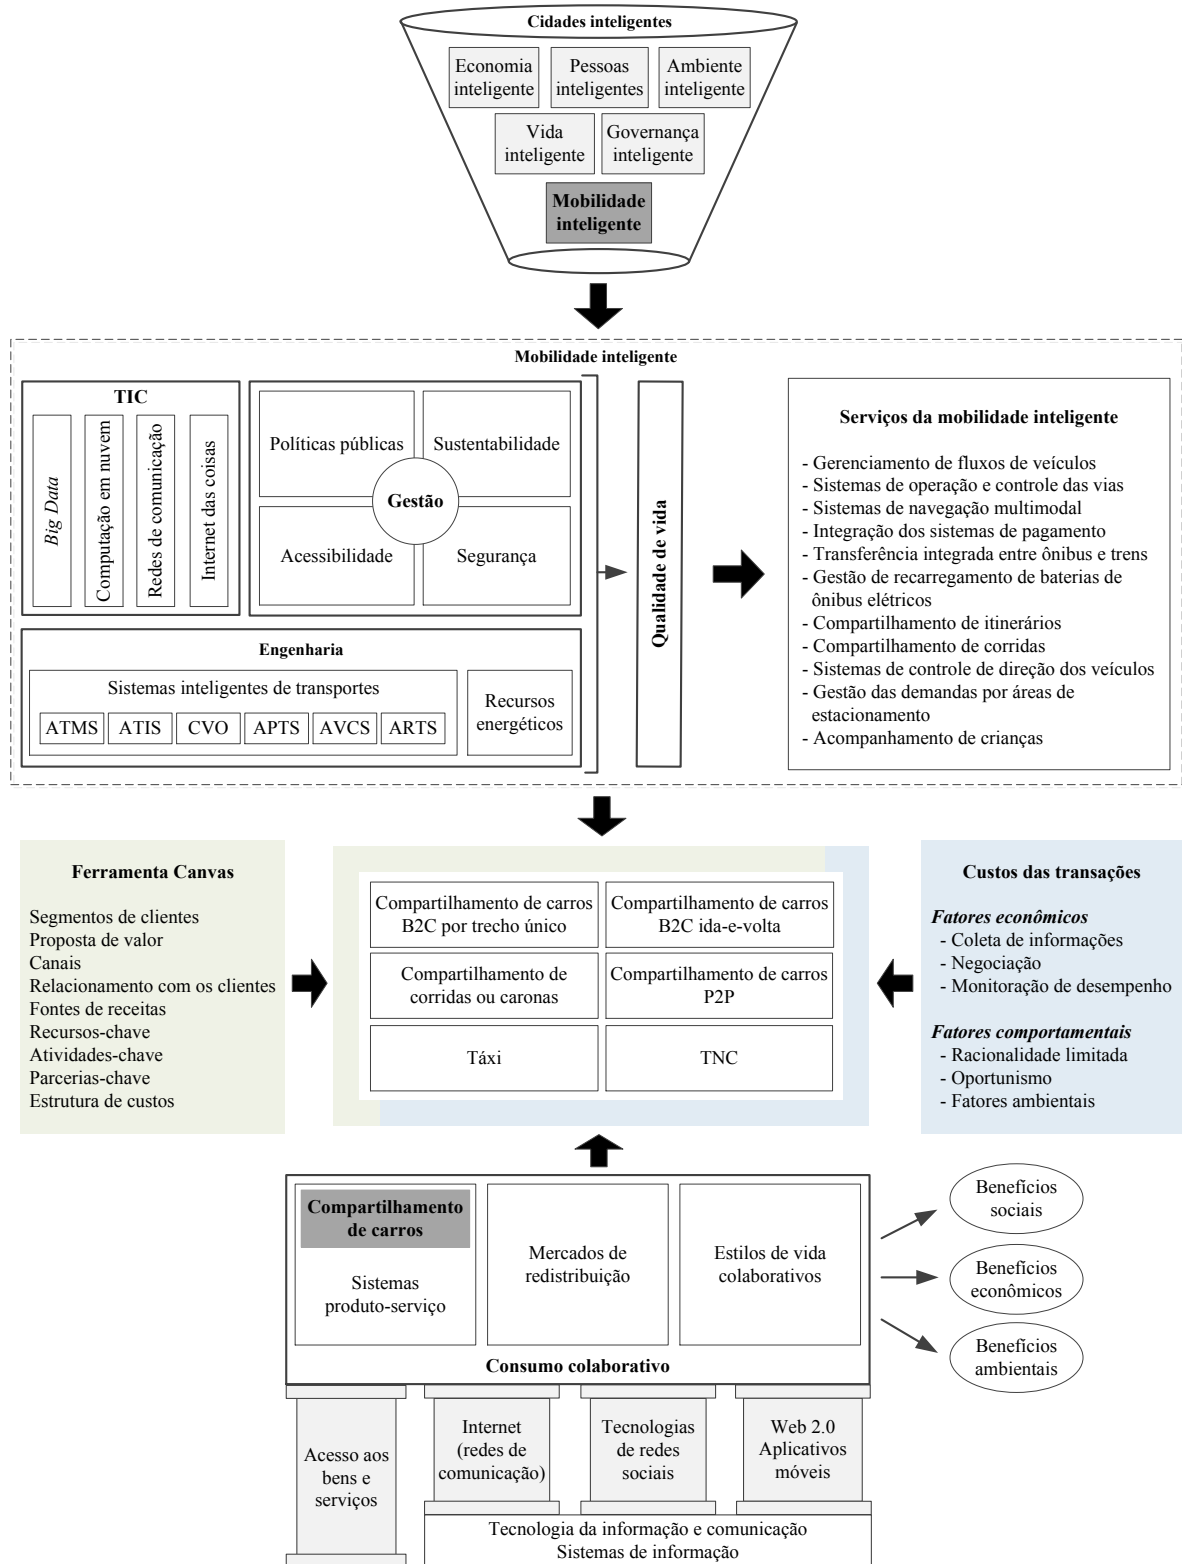 Cidades inteligentes
Economia
inteligente
Pessoas
inteligentes
Ambiente
inteligente
Vida
inteligente
Governança
inteligente
Mobilidade
inteligente
Mobilidade inteligente
TIC
Big Data
Computação em nuvem
Redes de comunicação
Internet das coisas
Políticas públicas
Sustentabilidade
Gestão
Acessibilidade
Segurança
Engenharia
Sistemas inteligentes de transportes
ATMS
ATIS
CVO
APTS
AVCS
ARTS
Recursos
energéticos
Qualidade de vida
Serviços da mobilidade inteligente
- Gerenciamento de fluxos de veículos
- Sistemas de operação e controle das vias
- Sistemas de navegação multimodal
- Integração dos sistemas de pagamento
- Transferência integrada entre ônibus e trens
- Gestão de recarregamento de baterias de
ônibus elétricos
- Compartilhamento de itinerários
- Compartilhamento de corridas
- Sistemas de controle de direção dos veículos
- Gestão das demandas por áreas de
estacionamento
- Acompanhamento de crianças
Ferramenta Canvas
Segmentos de clientes
Proposta de valor
Canais
Relacionamento com os clientes
Fontes de receitas
Recursos-chave
Atividades-chave
Parcerias-chave
Estrutura de custos
Compartilhamento de carros
B2C por trecho único
Compartilhamento de carros
B2C ida-e-volta
Compartilhamento de
corridas ou caronas
Compartilhamento de carros
P2P
Táxi
TNC
Custos das transações
Fatores econômicos
- Coleta de informações
- Negociação
- Monitoração de desempenho
Fatores comportamentais
- Racionalidade limitada
- Oportunismo
- Fatores ambientais
Compartilhamento
de carros
Sistemas
produto-serviço
Mercados de
redistribuição
Estilos de vida
colaborativos
Consumo colaborativo
Benefícios
sociais
Benefícios
econômicos
Benefícios
ambientais
Acesso aos
bens e
serviços
Internet
(redes de
comunicação)
Tecnologias
de redes
sociais
Web 2.0
Aplicativos
móveis
Tecnologia da informação e comunicação
Sistemas de informação